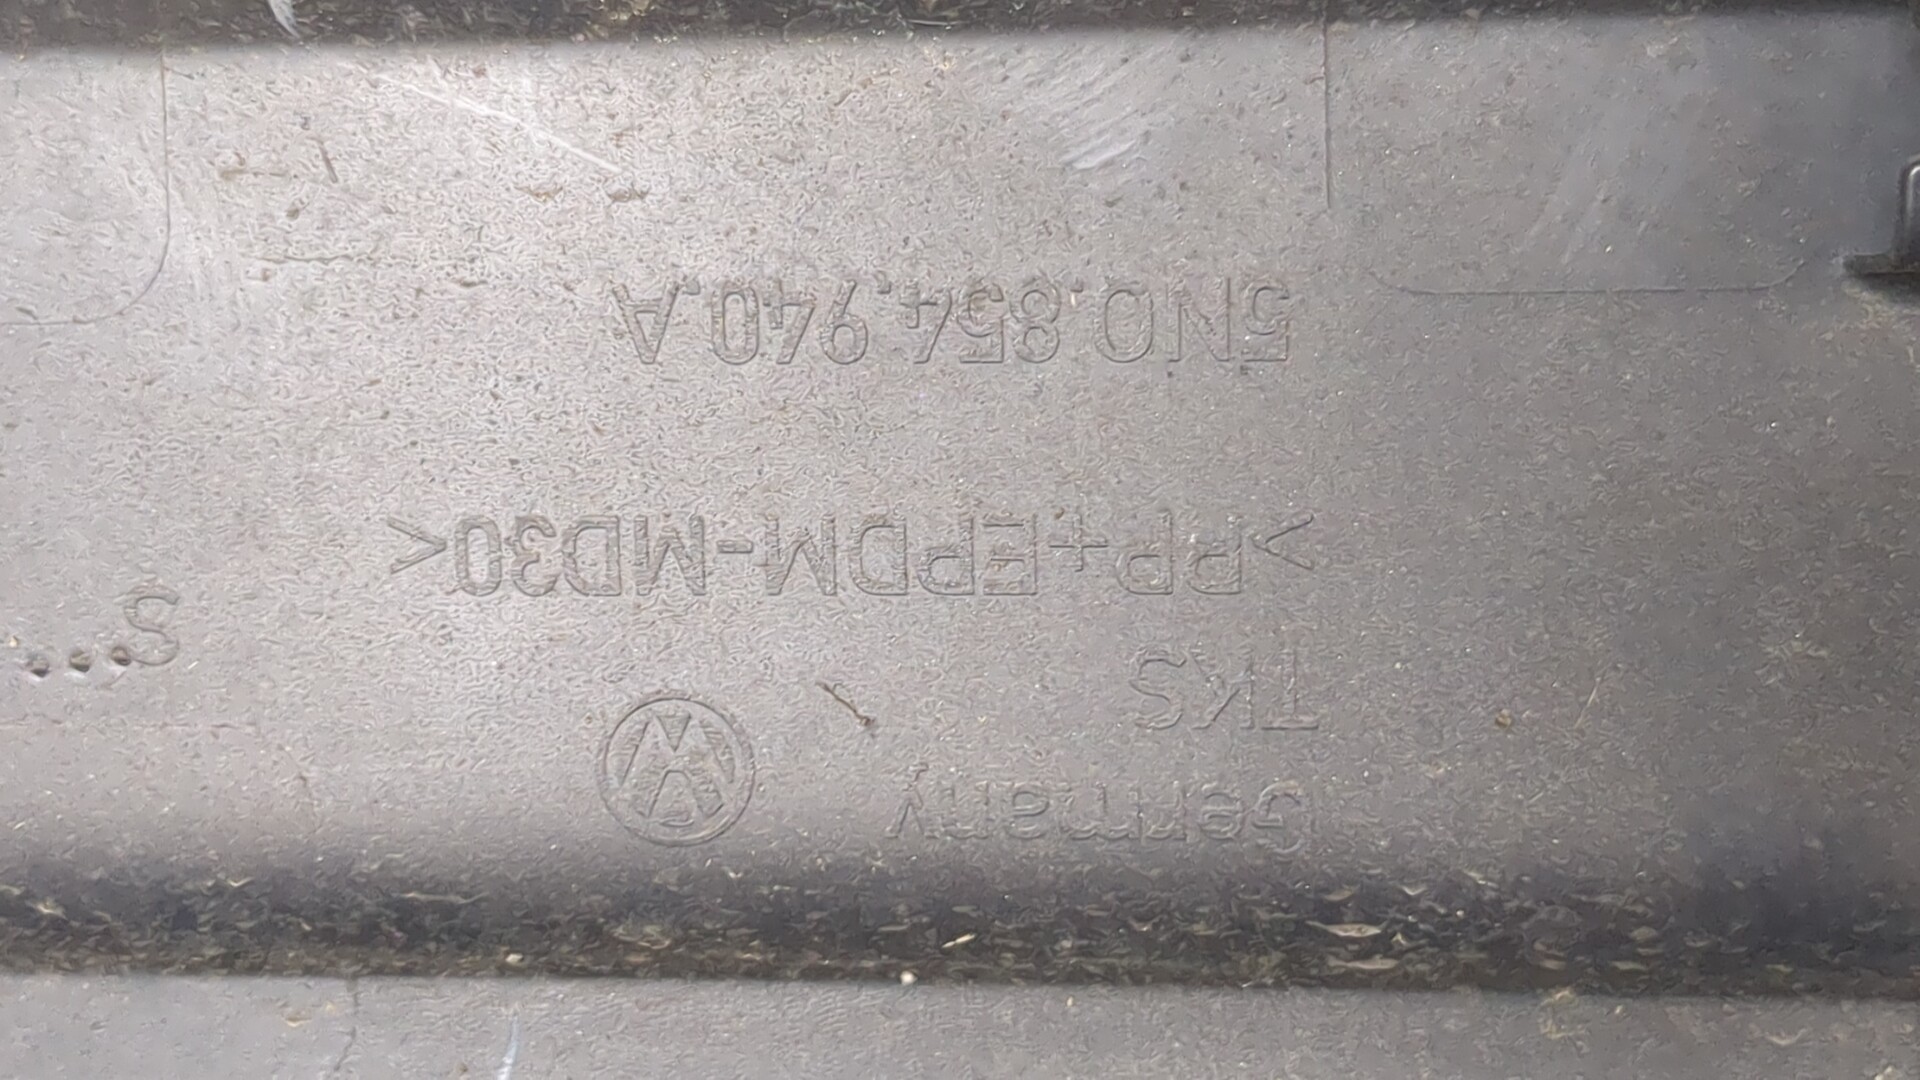 Germany
TKS
S....
>PP+EPDM-MD30<
5N0.854.940.A